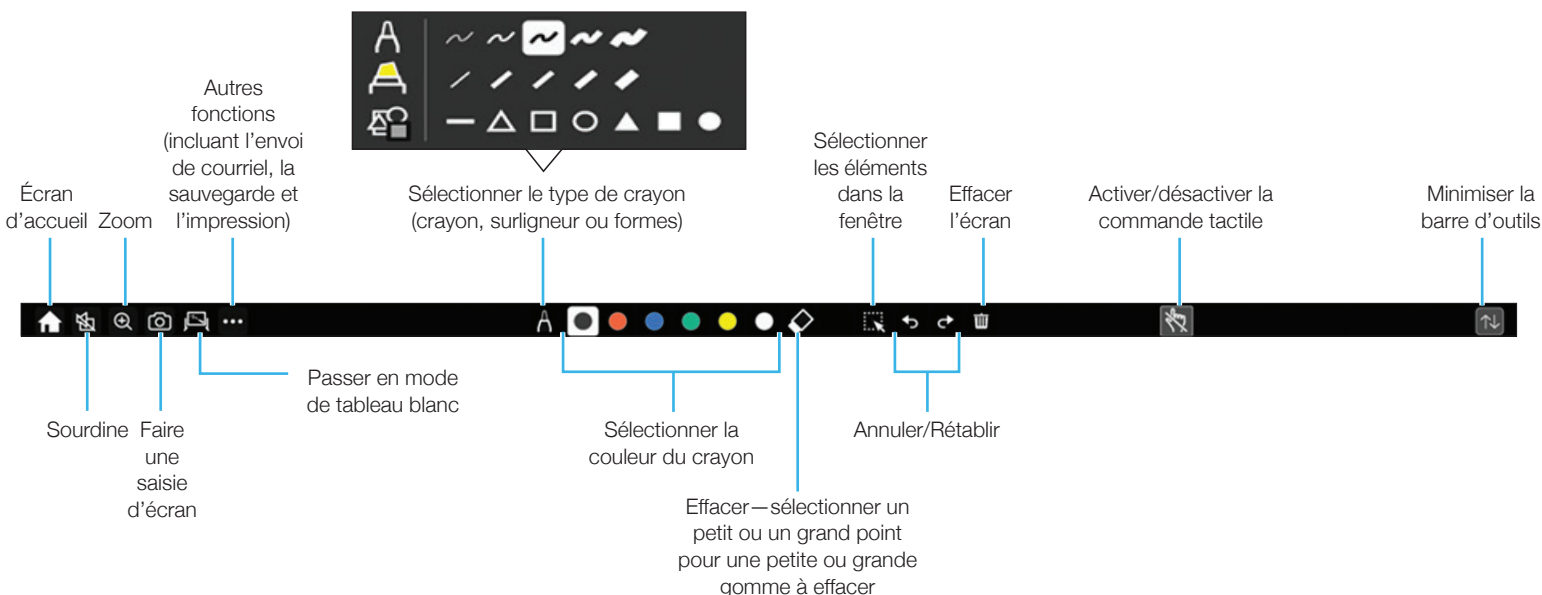 Écran
d'accueil
Zoom
Autres
fonctions
(incluant l'envoi
de courriel, la
sauvegarde et
l'impression)
Sélectionner le type de crayon
(crayon, surligneur ou formes)
Sélectionner
les éléments
dans la
fenêtre
Effacer
l'écran
Activer/désactiver la
commande tactile
Minimiser la
barre d'outils
Sourdine
Faire
une
saisie
d'écran
Passer en mode
de tableau blanc
Sélectionner la
couleur du crayon
Effacer—sélectionner un
petit ou un grand point
pour une petite ou grande
gomme à effacer
Annuler/Rétablir